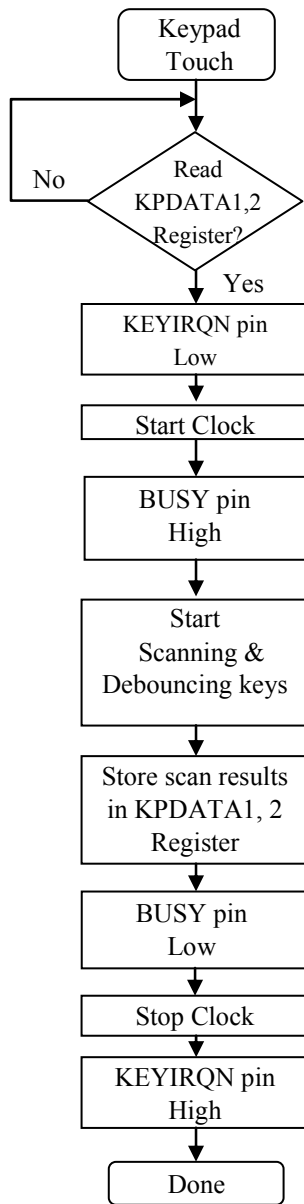 Keypad
Touch
No
Read
KPDATA1,2
Register?
Yes
KEYIRQN pin
Low
Start Clock
BUSY pin
High
Start
Scanning &
Debouncing keys
Store scan results
in KPDATA1, 2
Register
BUSY pin
Low
Stop Clock
KEYIRQN pin
High
Done